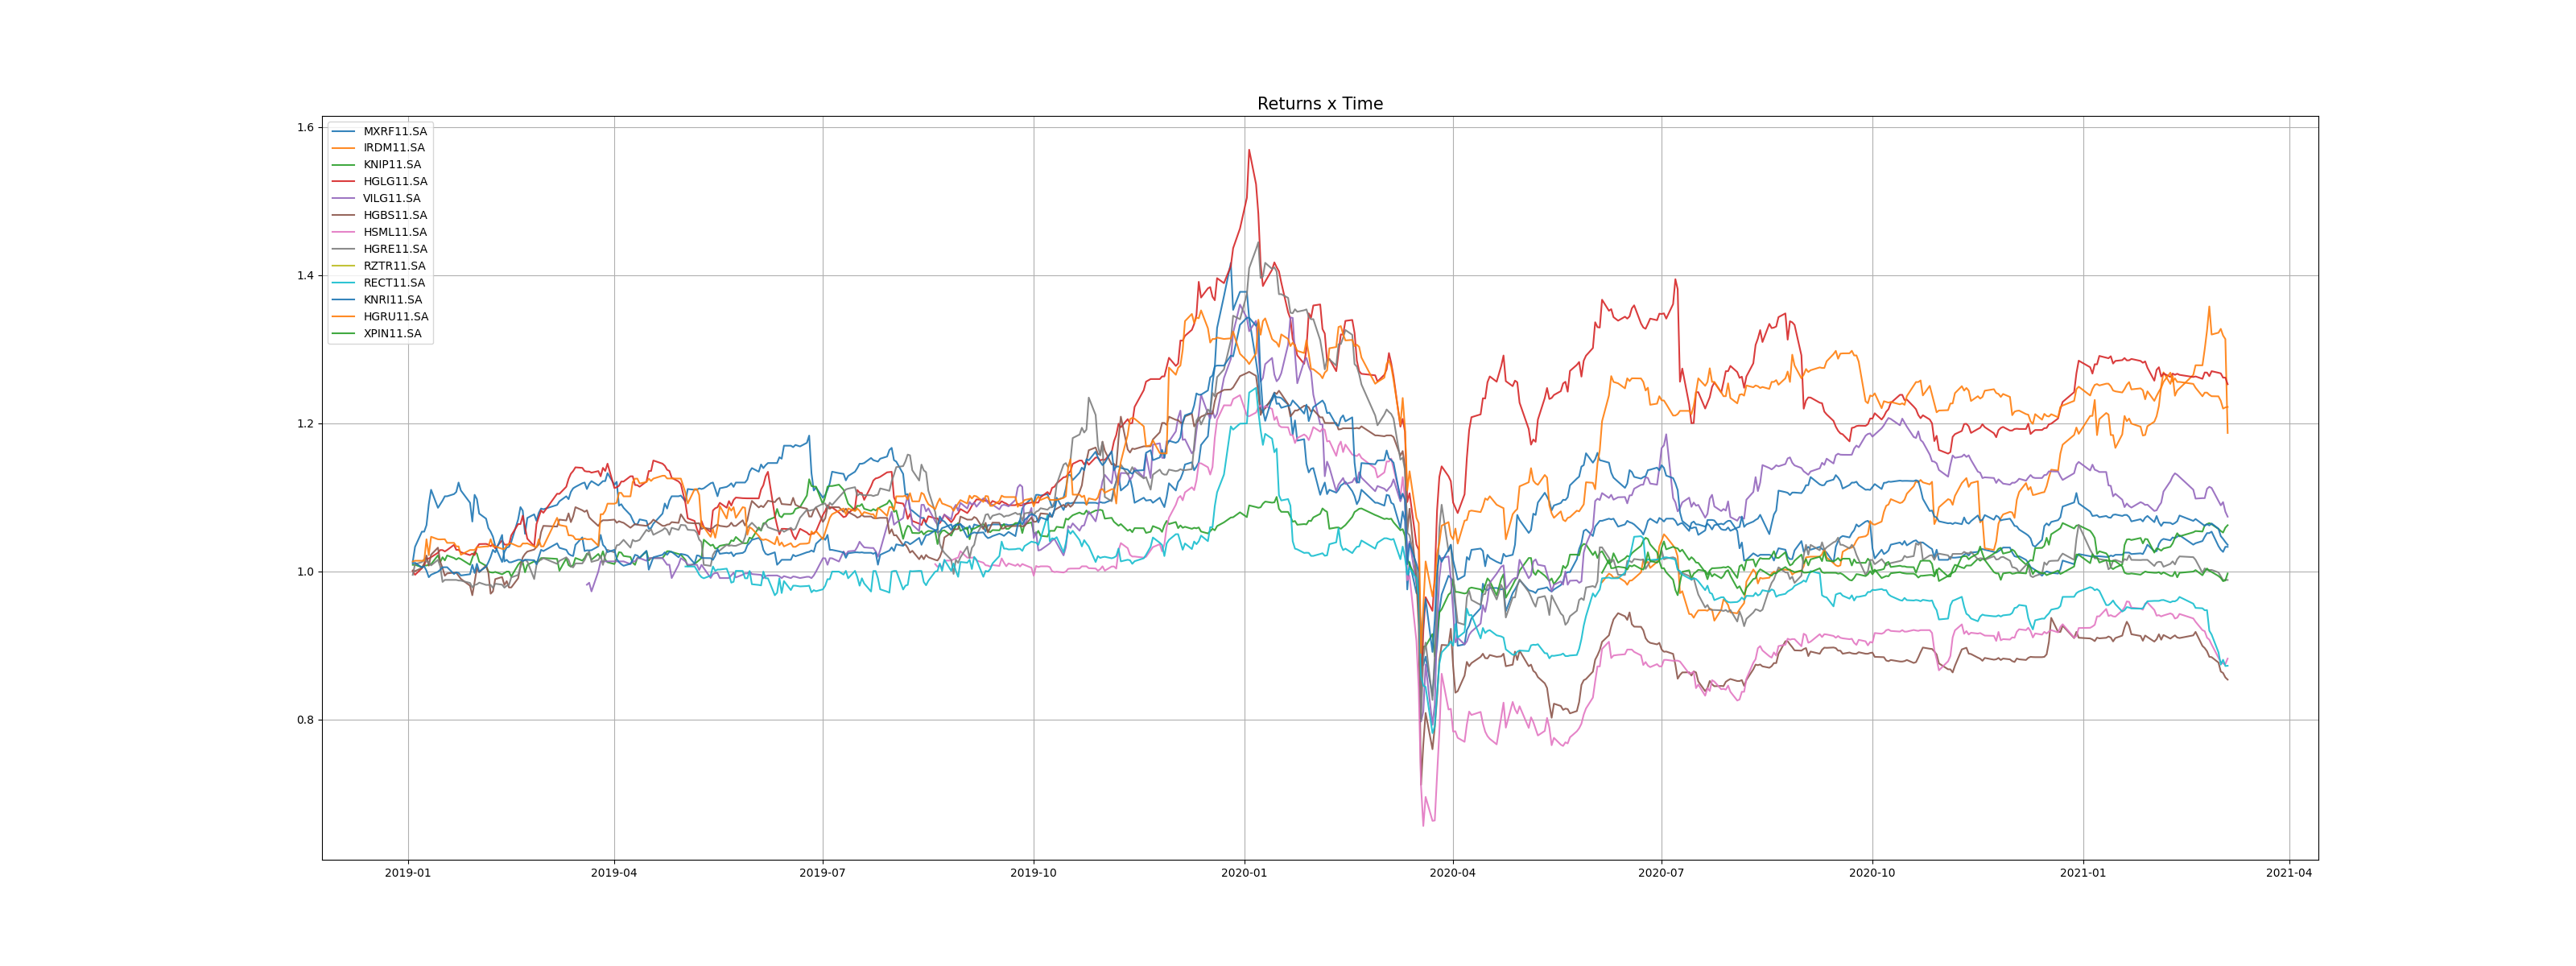 Returns x Time
1.6
1.4
1.2
1.0
0.8
MXRF11.SA
IRDM11.SA
KNIP11.SA
HGLG11.SA
VILG11.SA
HGBS11.SA
HSML11.SA
HGRE11.SA
RZTR11.SA
RECT11.SA
KNRI11.SA
HGRU11.SA
XPIN11.SA
2019-01 2019-04 2019-07 2019-10 2020-01 2020-04 2020-07 2020-10 2021-01 2021-04